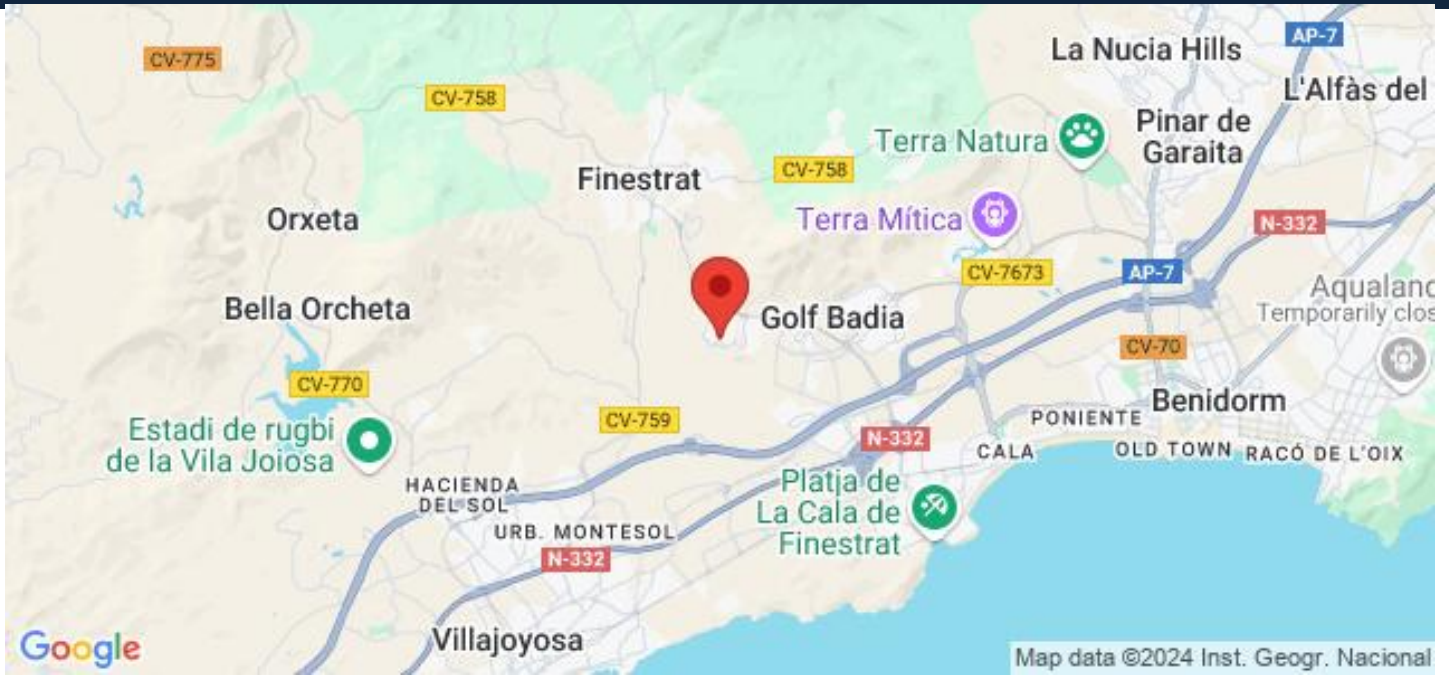 La Nucia Hills
AP-7
CV-775
CV-758
L'Alfàs del
Pinar de
Garaita
Terra Natura
CV-758
Finestrat
Orxeta
Terra Mítica
N-332
CV-7673
AP-7
Aqualand
Temporarily clos
Bella Orcheta
Golf Badia
CV-70
CV-770
Benidorm
CV-759
PONIENTE
Estadi de rugbi
de la Vila Joiosa
N-332
CALA
OLD TOWN
RACÓ DE L'OIX
HACIENDA
DEL SOL
Platja de
La Cala de
Finestrat
URB. MONTESOL
N-332
Villajoyosa
Google
Map data ©2024 Inst. Geogr. Nacional